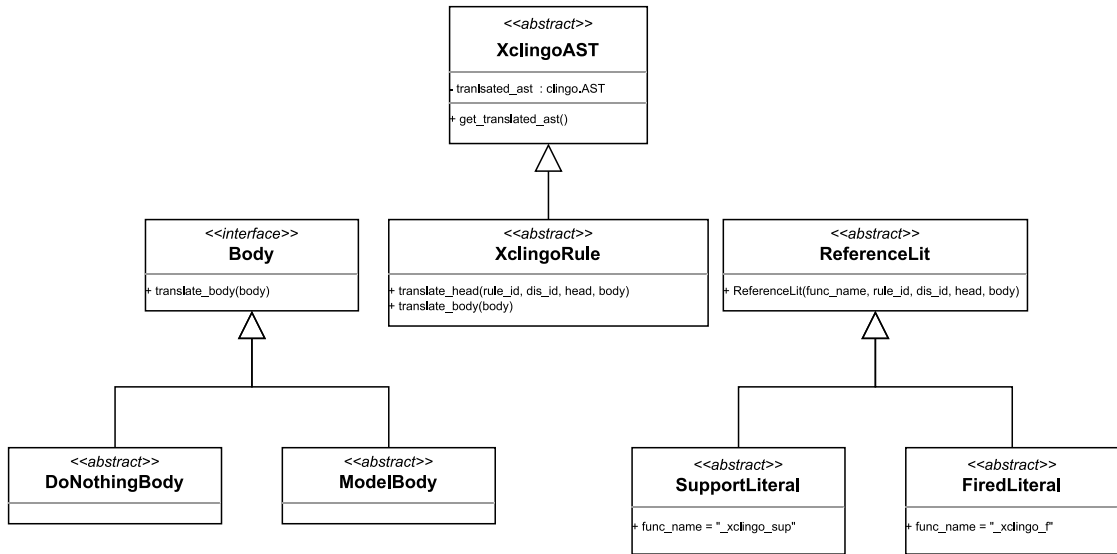 <<abstract>>
XclingoAST
- tranlsated_ast : clingo.AST
+ get_translated_ast()
<<interface>>
Body
+ translate_body(body)
<<abstract>>
XclingoRule
+ translate_head(rule_id, dis_id, head, body)
+ translate_body(body)
<<abstract>>
ReferenceLit
+ ReferenceLit(func_name, rule_id, dis_id, head, body)
<<abstract>>
DoNothingBody
<<abstract>>
ModelBody
<<abstract>>
SupportLiteral
+ func_name = "_xclingo_sup"
<<abstract>>
FiredLiteral
+ func_name = "_xclingo_f"